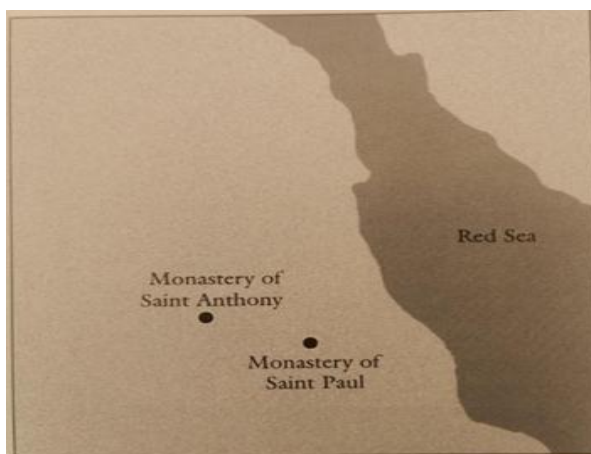 Red Sea
Monastery of
Saint Anthony
Monastery of
Saint Paul